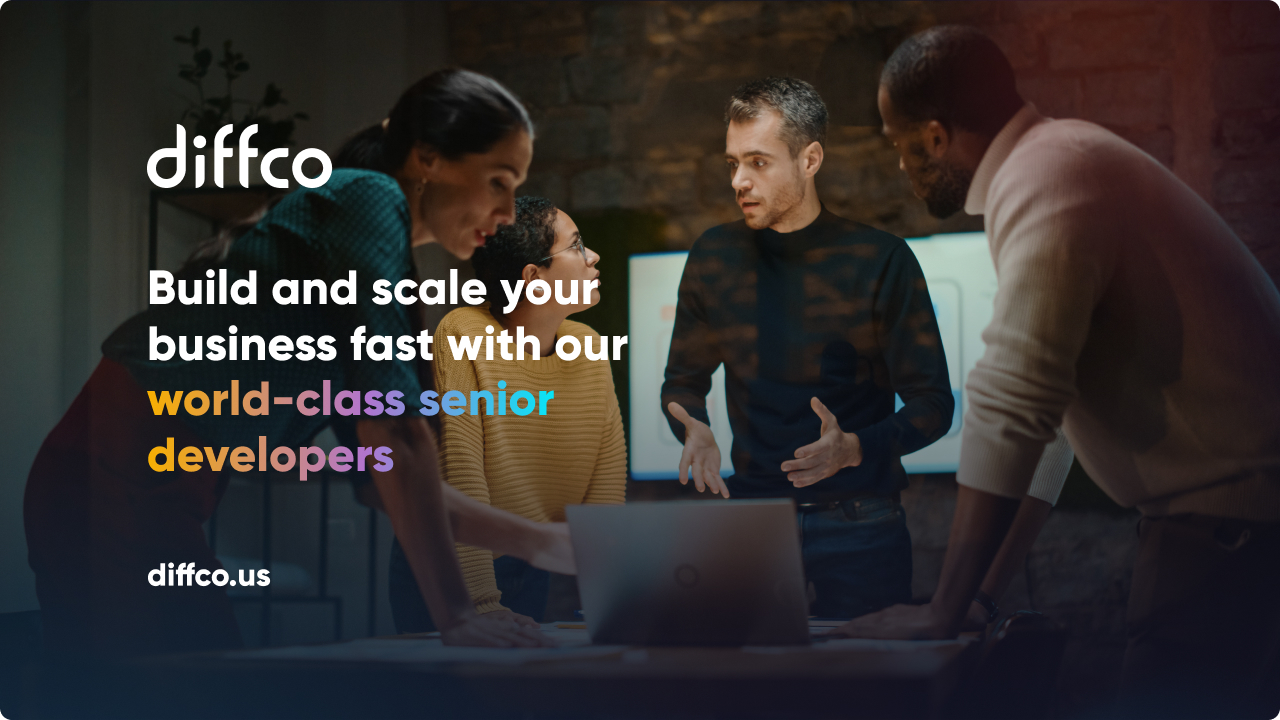 diffco
Build and scale your
business fast with our
world-class senior
developers
diffco.us